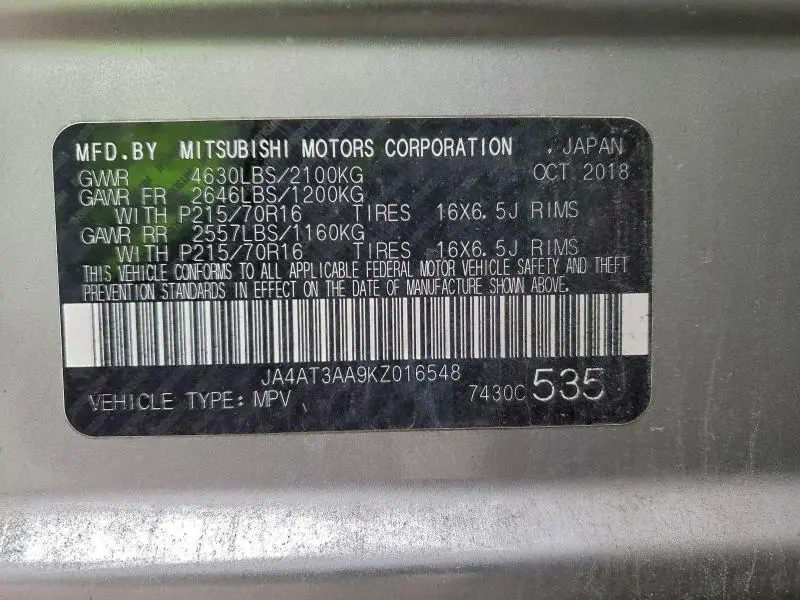 MFD.BY MITSUBISHI MOTORS CORPORATION , JAPAN
GVWR 4630LBS/2100KG OCT 2018
GAWR FR 2646LBS/1200KG
WITH P215/70R16 TIRES 16X6.5J RIMS
GAWR RR 2557LBS/1160KG
WITH P215/70R16 TIRES 16X6.5J RIMS
THIS VEHICLE CONFORMS TO ALL APPLICABLE FEDERAL MOTOR VEHICLE SAFETY AND THEFT
PREVENTION STANDARDS IN EFFECT ON THE DATE OF MANUFACTURE SHOWN ABOVE.
JA4AT3AA9KZ016548
VEHICLE TYPE: MPV 7430C 535